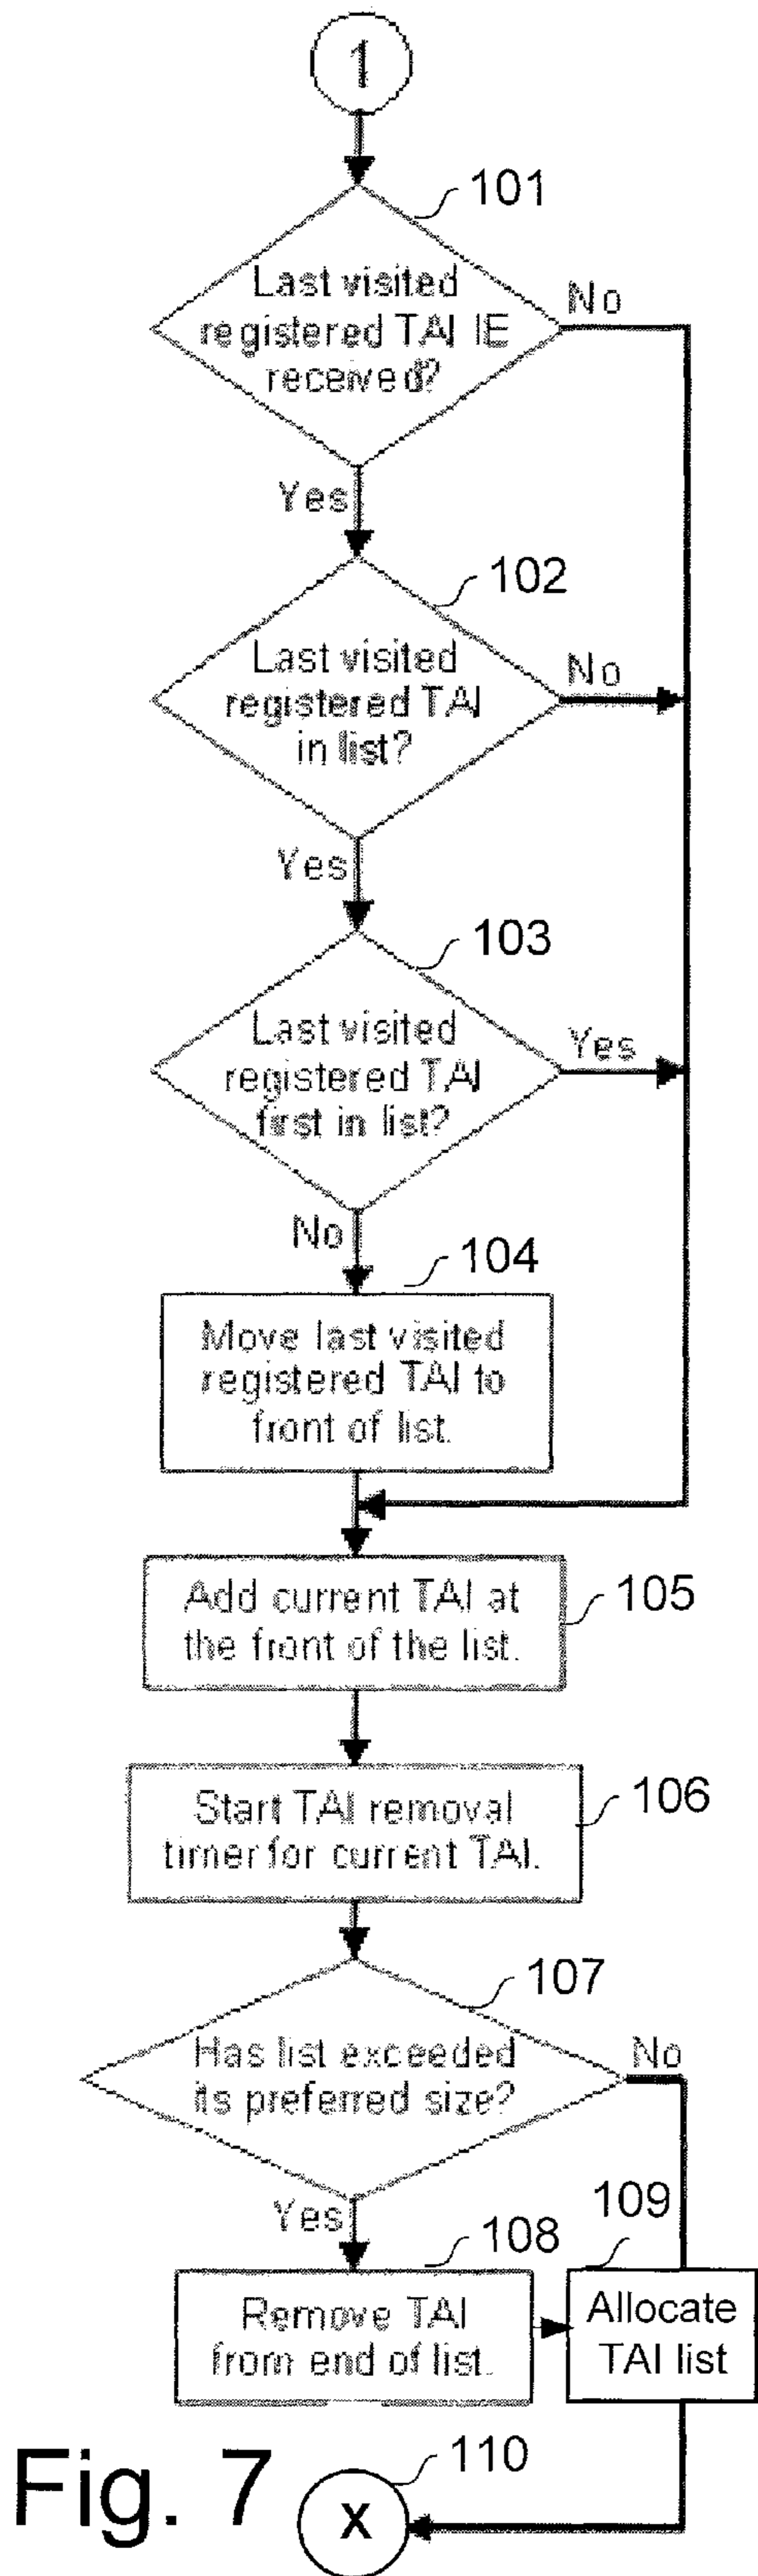 1
101
Last visited
registered TAI IE
received?
No
Yes
102
Last visited
registered TAI
in list?
No
Yes
103
Last visited
registered TAI
first in list?
Yes
No
104
Move last visited
registered TAI to
front of list.
Add current TAI at
the front of the list.
105
Start TAI removal
timer for current TAI.
106
107
Has list exceeded
its preferred size?
No
Yes
108
Remove TAI
from end of list.
109
Allocate
TAI list
110
X
Fig. 7